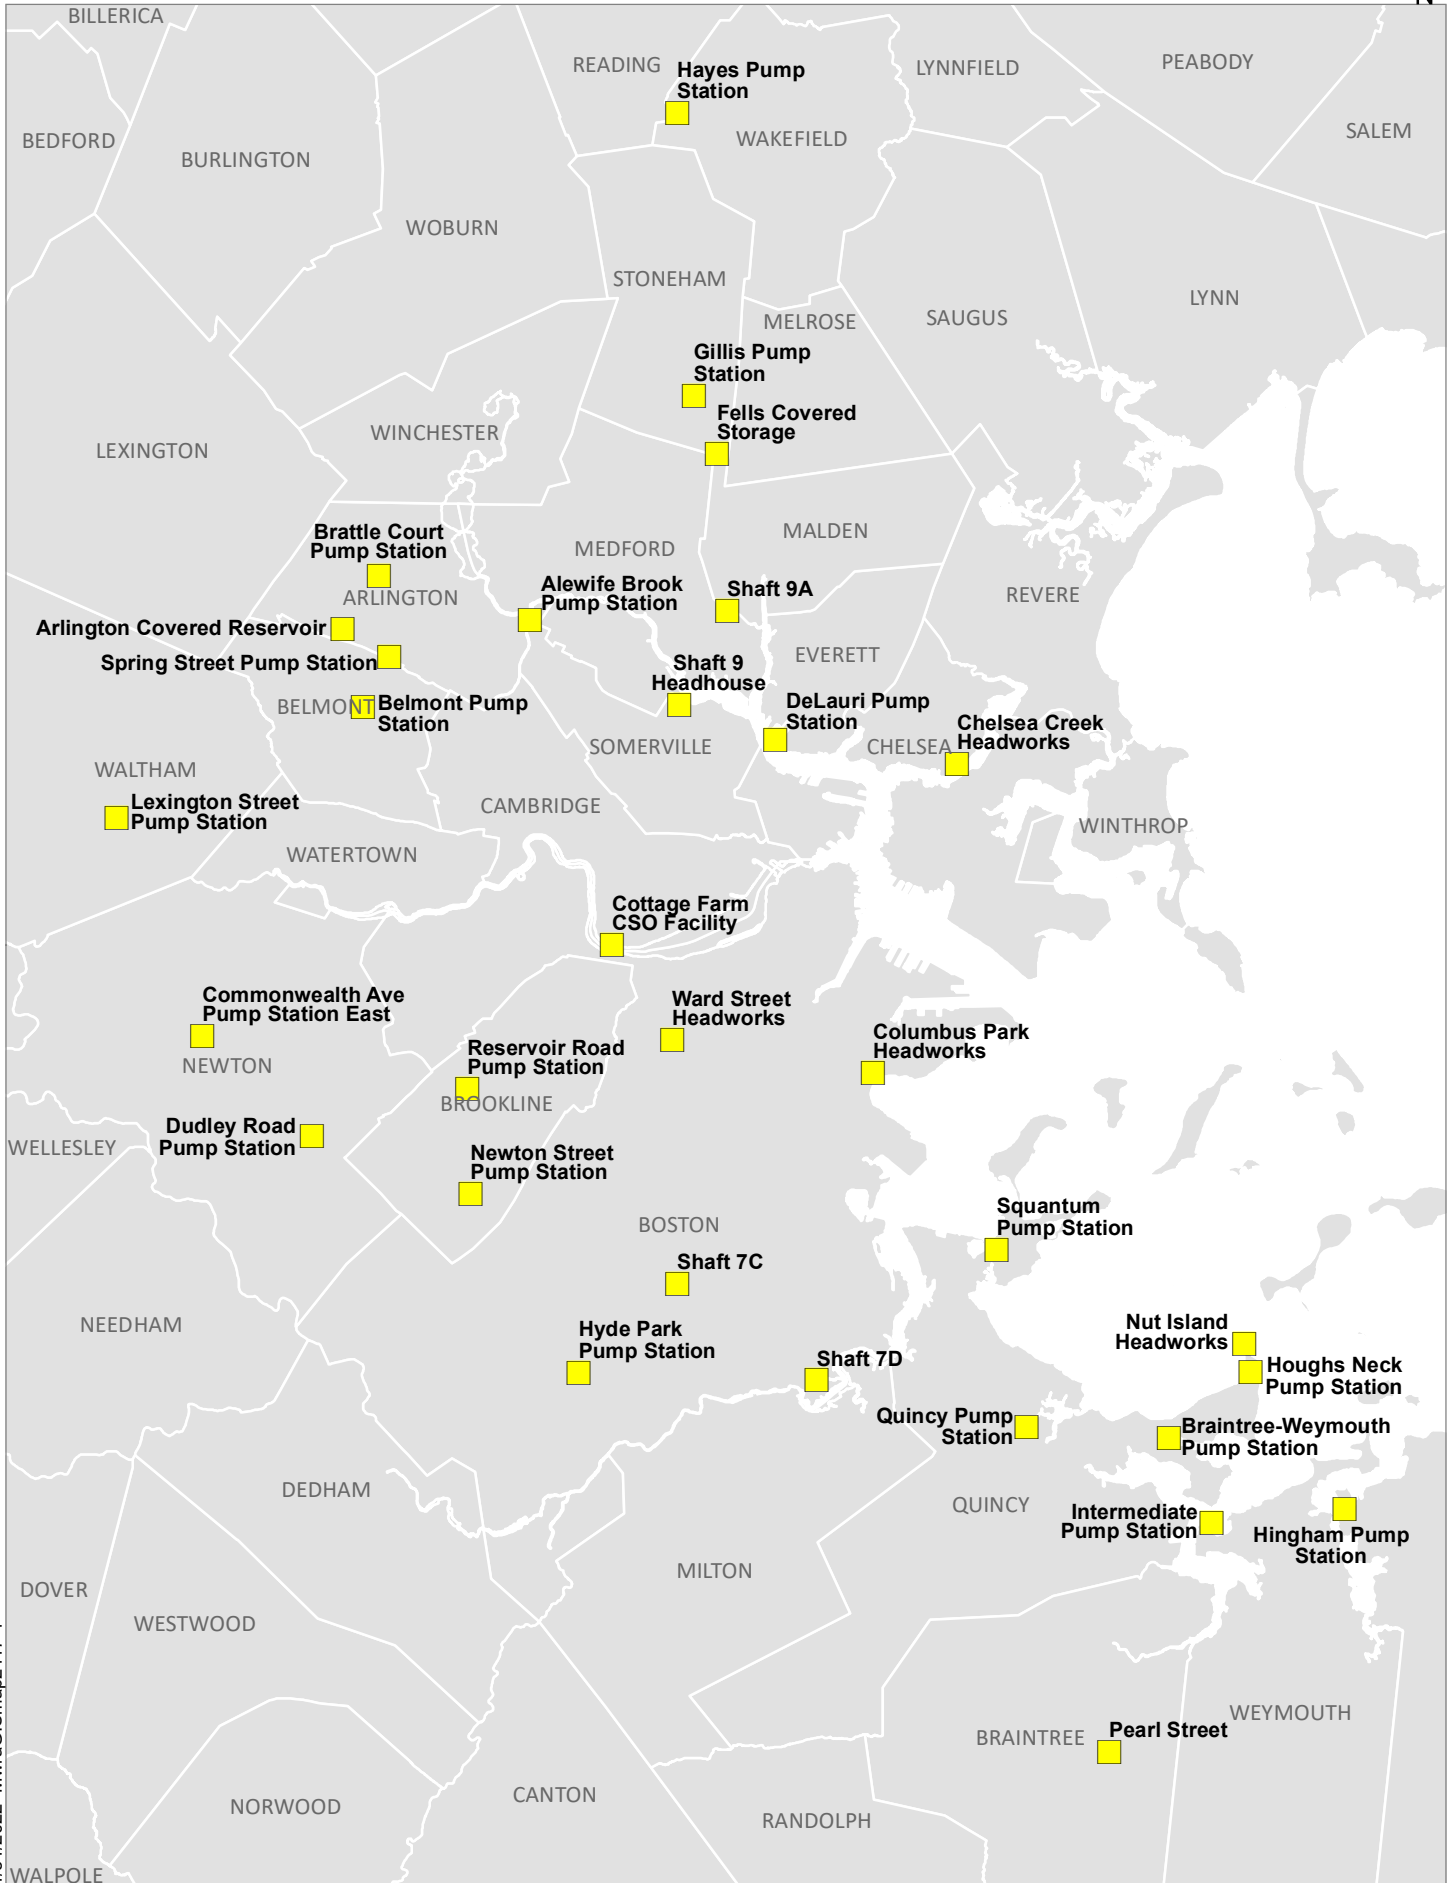 N
BILLERICA
READING
Hayes Pump
Station
LYNNFIELD
PEABODY
SALEM
BEDFORD
BURLINGTON
WAKEFIELD
WOBURN
STONEHAM
LYNN
MELROSE
SAUGUS
Gillis Pump
Station
Fells Covered
Storage
WINCHESTER
LEXINGTON
Brattle Court
Pump Station
MEDFORD
MALDEN
ARLINGTON
Alewife Brook
Pump Station
Shaft 9A
REVERE
Arlington Covered Reservoir
Spring Street Pump Station
Shaft 9
Headhouse
EVERETT
BELMONT
Belmont Pump
Station
DeLauri Pump
Station
SOMERVILLE
CHELSEA
Chelsea Creek
Headworks
WALTHAM
Lexington Street
Pump Station
CAMBRIDGE
WINTHROP
WATERTOWN
Cottage Farm
CSO Facility
Commonwealth Ave
Pump Station East
NEWTON
Ward Street
Headworks
Columbus Park
Headworks
Reservoir Road
Pump Station
BROOKLINE
WELLESLEY
Dudley Road
Pump Station
Newton Street
Pump Station
BOSTON
Squantum
Pump Station
Shaft 7C
NEEDHAM
Hyde Park
Pump Station
Nut Island
Headworks
Shaft 7D
Houghs Neck
Pump Station
Quincy Pump
Station
Braintree-Weymouth
Pump Station
DEDHAM
QUINCY
Intermediate
Pump Station
Hingham Pump
Station
MILTON
DOVER
WESTWOOD
WEYMOUTH
BRAINTREE
Pearl Street
CANTON
NORWOOD
RANDOLPH
WALPOLE